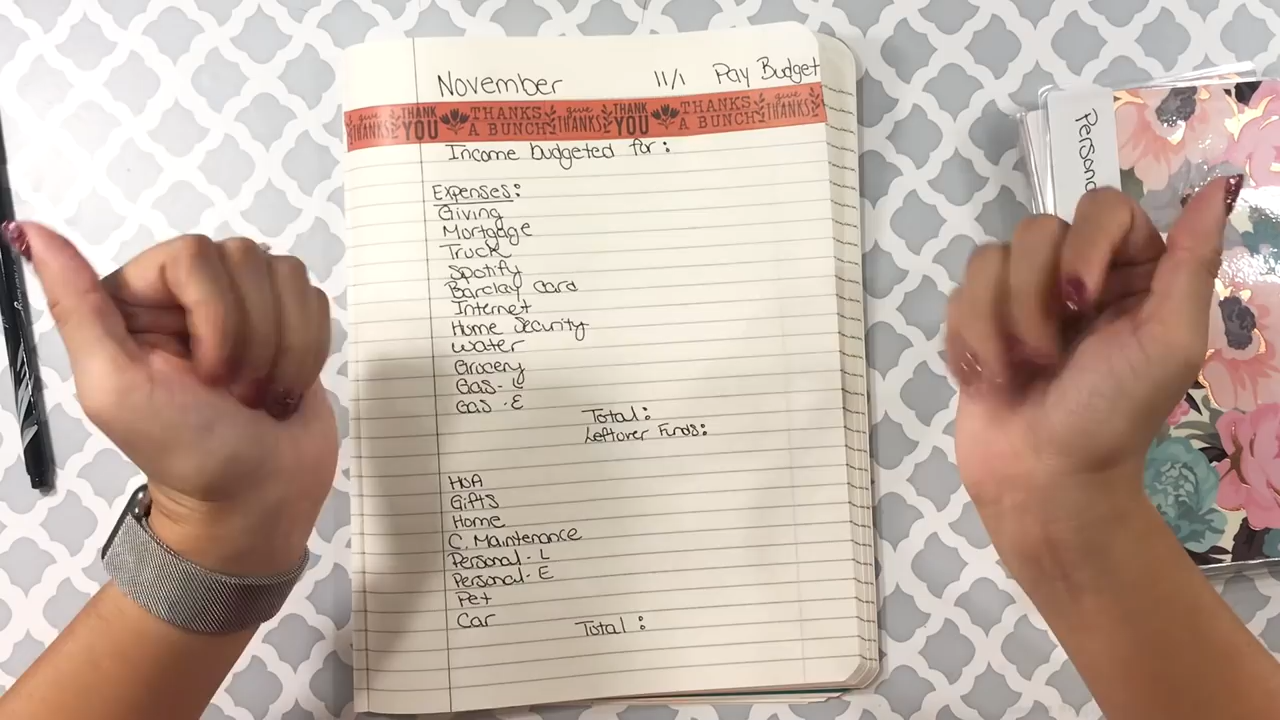 November 11/1 Pay Budget
give THANKS THANK YOU THANKS A BUNCH give THANKS THANK YOU THANKS A BUNCH give THANKS
Income budgeted for:
Expenses:
Giving
Mortgage
Truck
Spotify
Barclay Card
Internet
Home Security
Water
Grocery
Gas - L
Gas - E
Total:
Leftover Funds:
HOA
Gifts
Home
C. Maintenance
Personal - L
Personal - E
Pet
Car
Total:
Persona